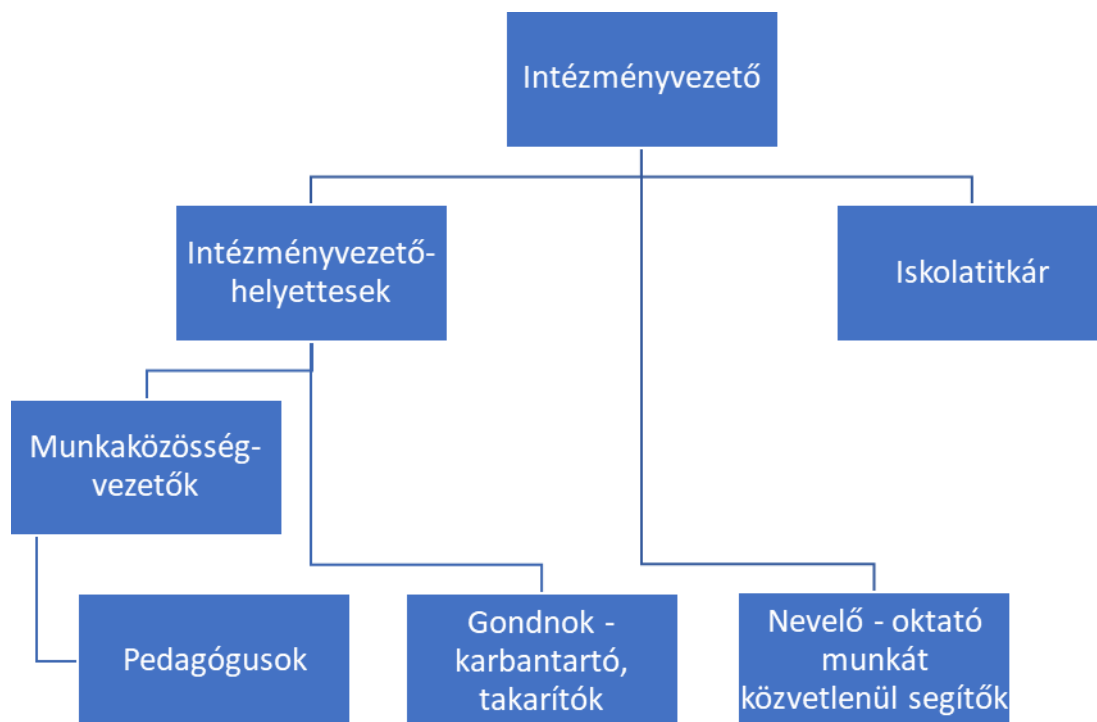 Intézményvezető
Intézményvezető-
helyettesek
Iskolatitkár
Munkaközösség-
vezetők
Pedagógusok
Gondnok -
karbantartó,
takarítók
Nevelő - oktató
munkát
közvetlenül segítők